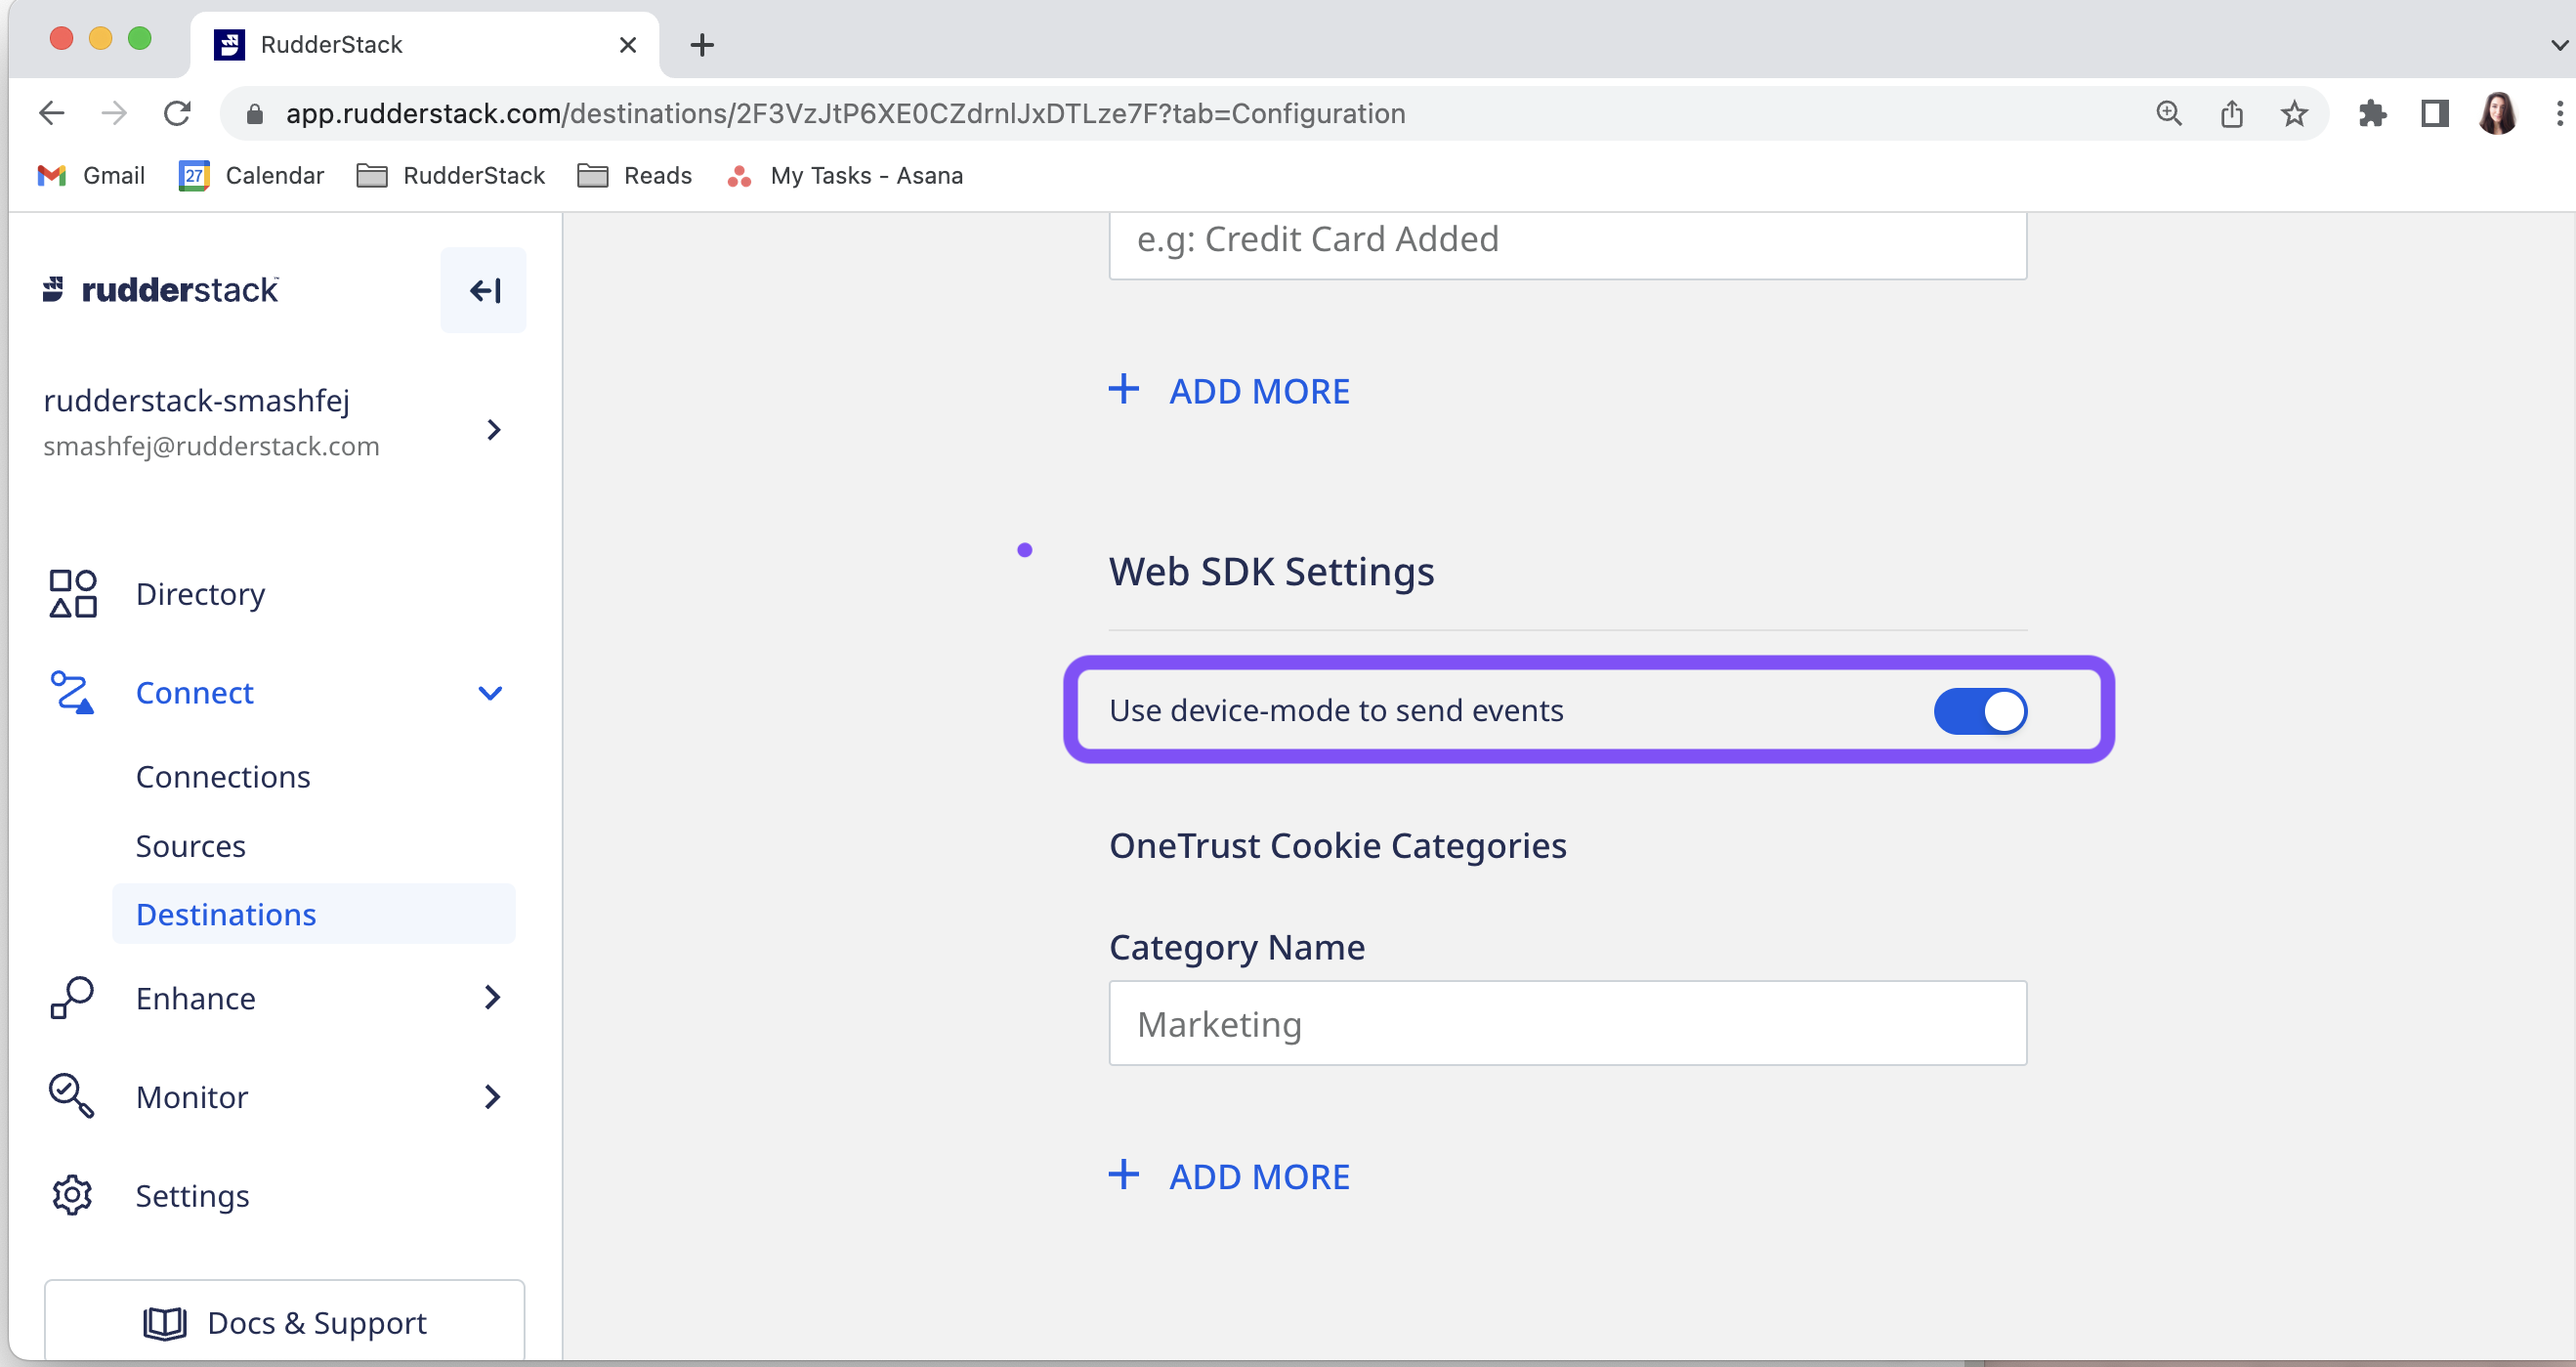 RudderStack
app.rudderstack.com/destinations/2F3VzJtP6XE0CZdrnlJxDTLze7F?tab=Configuration
Gmail
27
Calendar
RudderStack
Reads
My Tasks - Asana
rudderstack
rudderstack-smashfej
smashfej@rudderstack.com
Directory
Connect
Connections
Sources
Destinations
Enhance
Monitor
Settings
Docs & Support
e.g: Credit Card Added
ADD MORE
Web SDK Settings
Use device-mode to send events
OneTrust Cookie Categories
Category Name
Marketing
ADD MORE